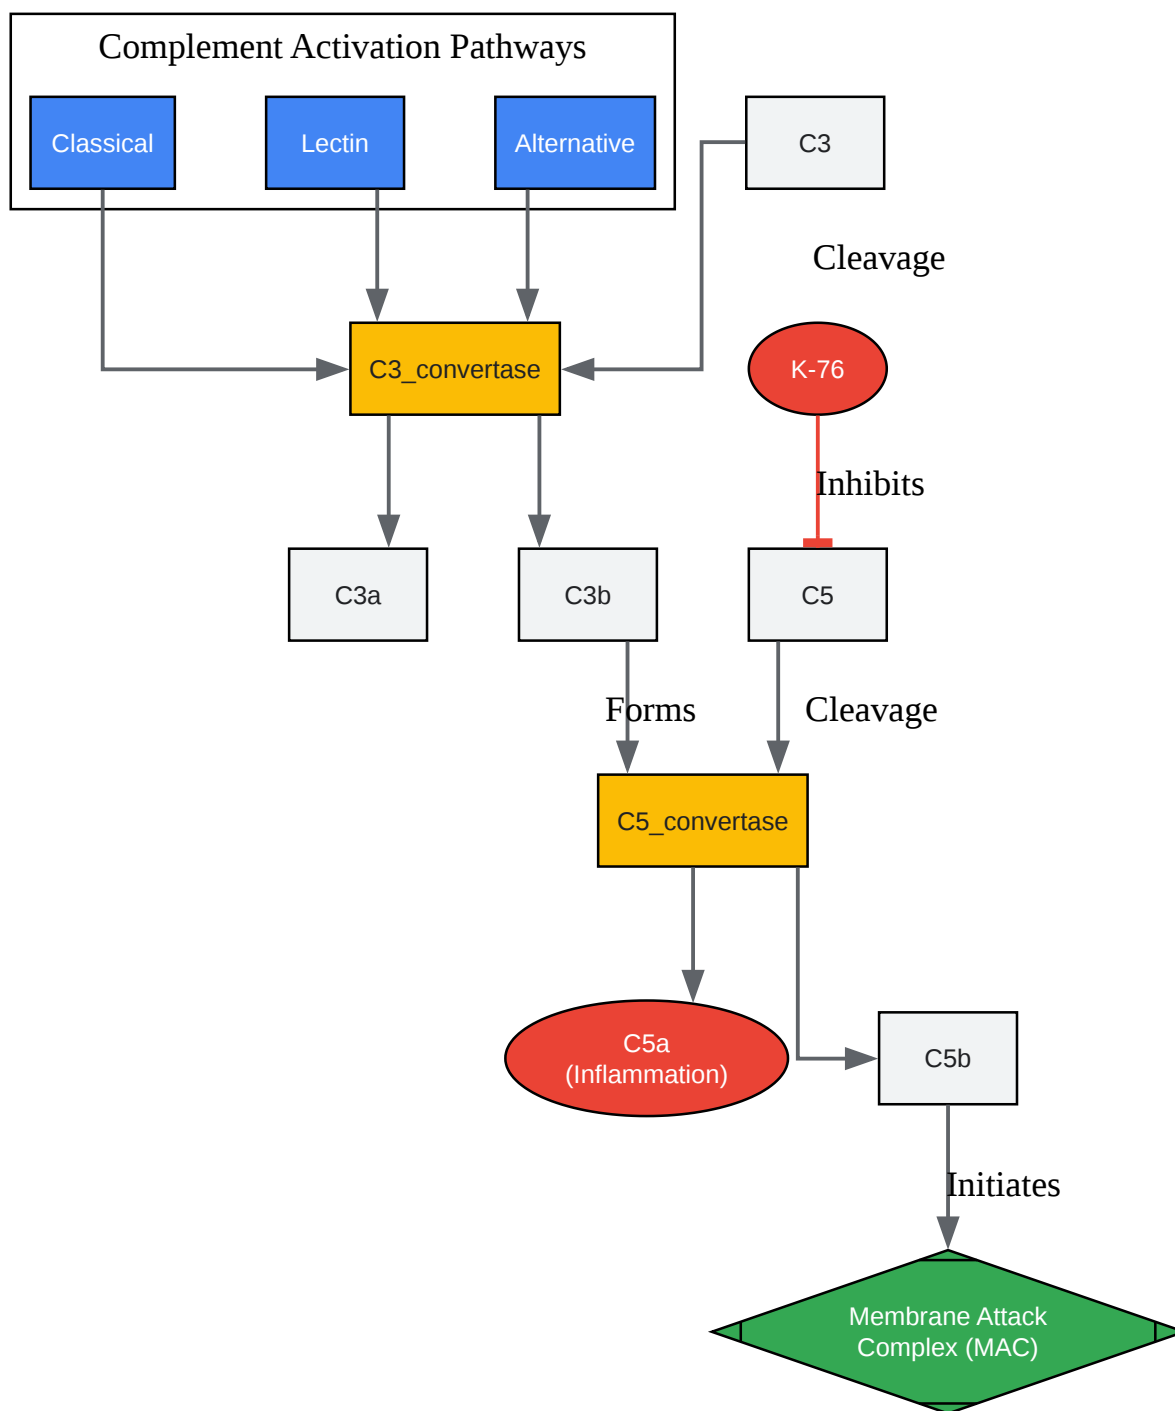 Complement Activation Pathways
Classical
Lectin
Alternative
C3
Cleavage
C3_convertase
K-76
Inhibits
C3a
C3b
C5
Forms
Cleavage
C5_convertase
C5a
(Inflammation)
C5b
Initiates
Membrane Attack
Complex (MAC)